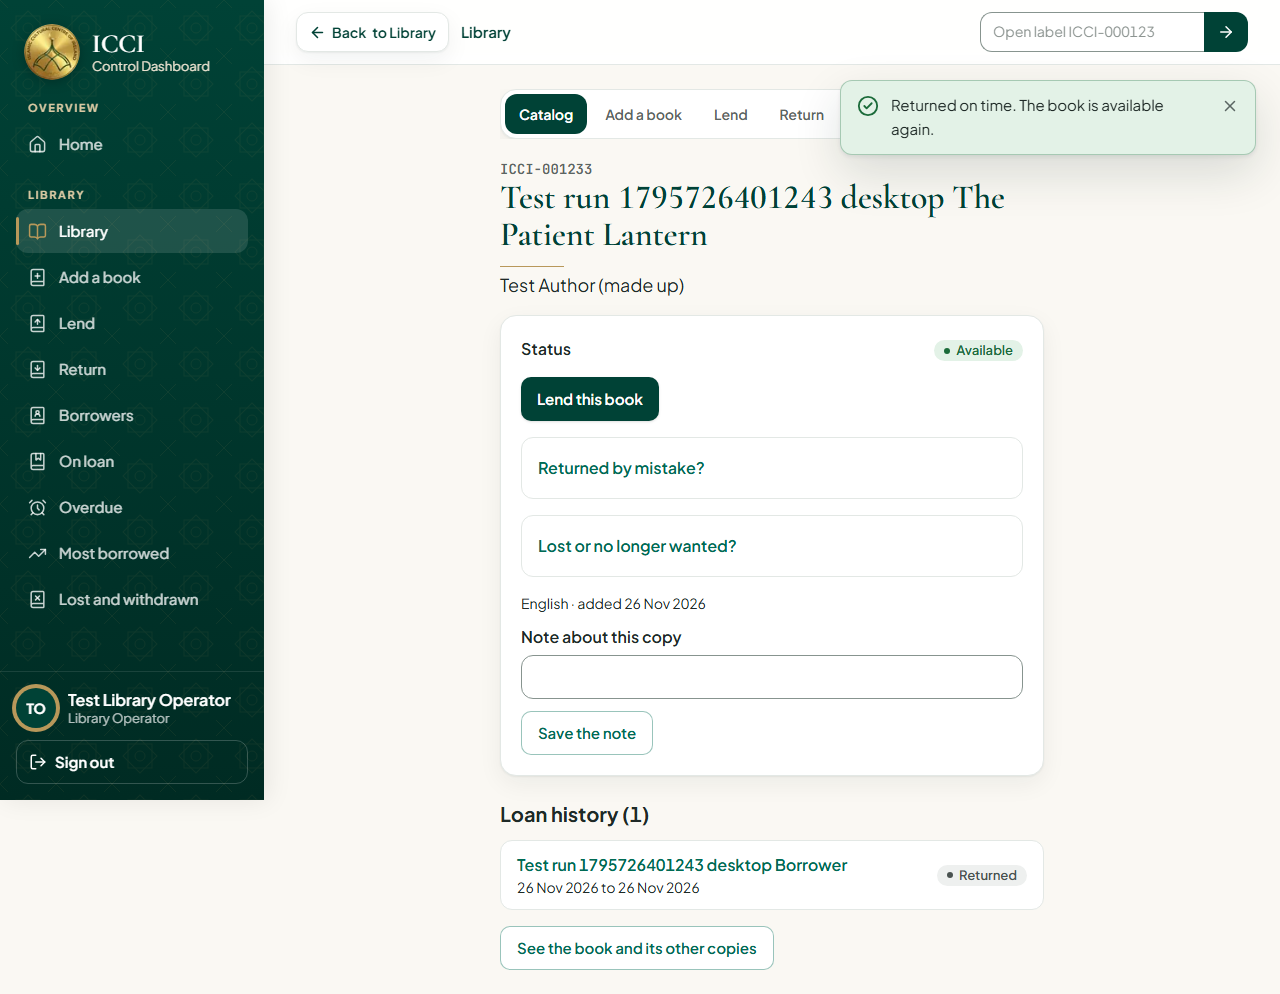 ICCI
Control Dashboard
OVERVIEW
Home
LIBRARY
Library
Add a book
Lend
Return
Borrowers
On loan
Overdue
Most borrowed
Lost and withdrawn
TO
Test Library Operator
Library Operator
Sign out
Back to Library
Library
Open label ICCI-000123
Catalog
Add a book
Lend
Return
Returned on time. The book is available
again.
ICCI-001233
Test run 1795726401243 desktop The
Patient Lantern
Test Author (made up)
Status
Available
Lend this book
Returned by mistake?
Lost or no longer wanted?
English · added 26 Nov 2026
Note about this copy
Save the note
Loan history (1)
Test run 1795726401243 desktop Borrower
26 Nov 2026 to 26 Nov 2026
Returned
See the book and its other copies